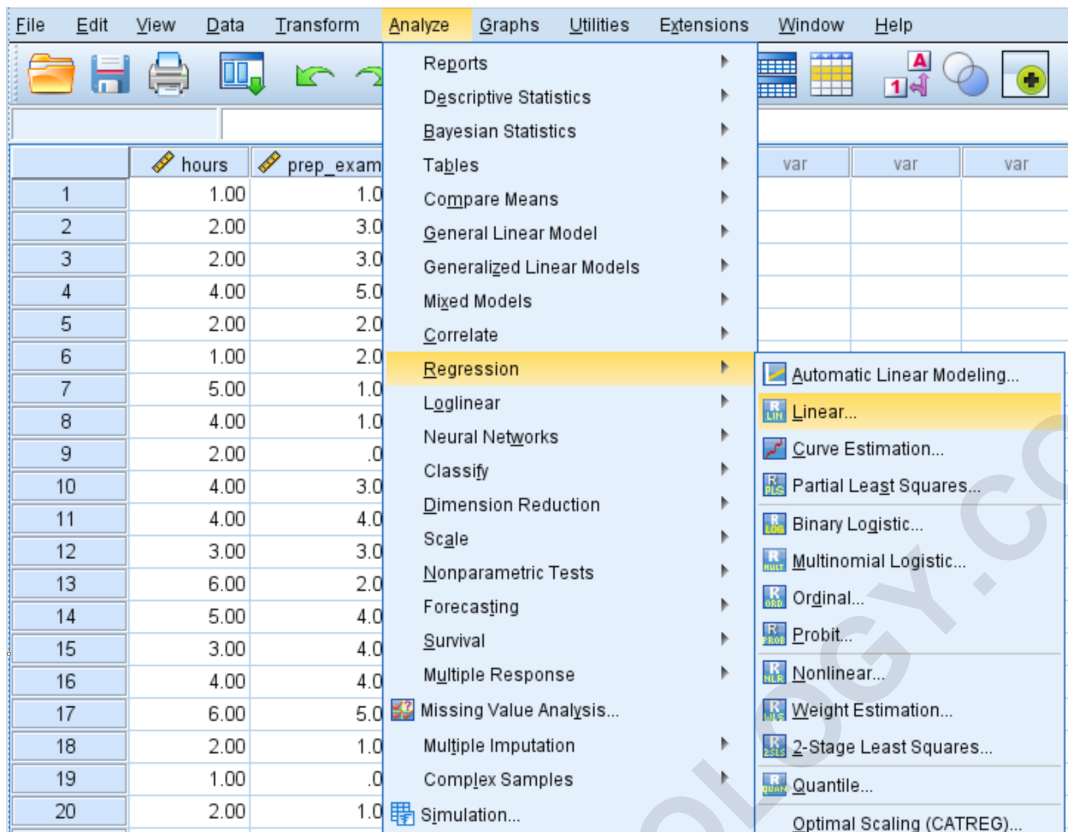 File Edit View Data Transform Analyze Graphs Utilities Extensions Window Help
Reports
Descriptive Statistics
Bayesian Statistics
Tables
Compare Means
General Linear Model
Generalized Linear Models
Mixed Models
Correlate
Regression
Loglinear
Neural Networks
Classify
Dimension Reduction
Scale
Nonparametric Tests
Forecasting
Survival
Multiple Response
Missing Value Analysis...
Multiple Imputation
Complex Samples
Simulation...
Automatic Linear Modeling...
Linear...
Curve Estimation...
Partial Least Squares...
Binary Logistic...
Multinomial Logistic...
Ordinal...
Probit...
Nonlinear...
Weight Estimation...
2-Stage Least Squares...
Quantile...
Optimal Scaling (CATREG)...
hours prep_exam var var var
1 1.00 1.0
2 2.00 3.0
3 2.00 3.0
4 4.00 5.0
5 2.00 2.0
6 1.00 2.0
7 5.00 1.0
8 4.00 1.0
9 2.00 .0
10 4.00 3.0
11 4.00 4.0
12 3.00 3.0
13 6.00 2.0
14 5.00 4.0
15 3.00 4.0
16 4.00 4.0
17 6.00 5.0
18 2.00 1.0
19 1.00 .0
20 2.00 1.0
OLOGY.CO